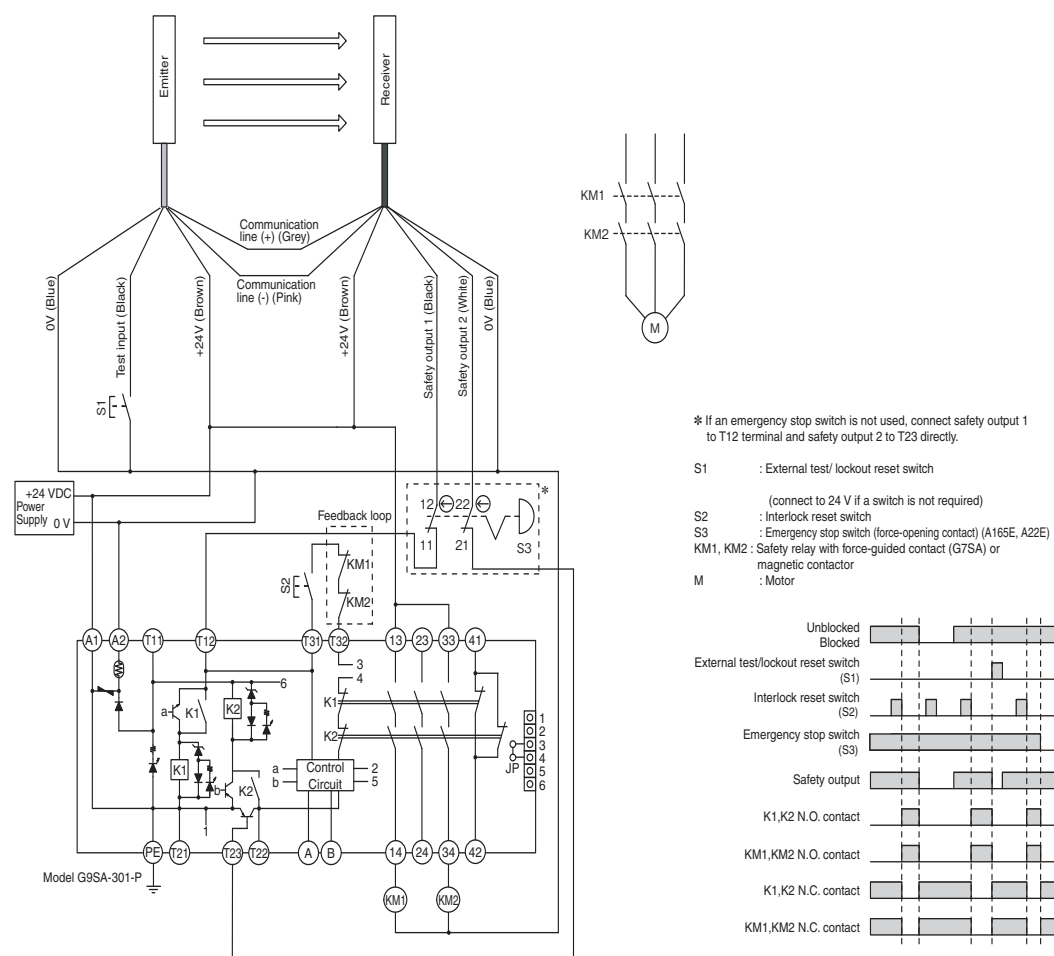 Emitter
Receiver
Communication
line (+) (Grey)
Communication
line (-) (Pink)
0V (Blue)
Test input (Black)
+24V (Brown)
+24V (Brown)
Safety output 1 (Black)
Safety output 2 (White)
0V (Blue)
S1
KM1
KM2
M
+24 VDC
Power
Supply 0 V
Feedback loop
S2
KM1
KM2
12 22
11 21
S3
*
A1 A2 T11 T12 T31 T32 13 23 33 41
3
4
6
a K1 K2
K1
K2
K1
b K2
a
b
Control
Circuit
2
5
1
JP
1
2
3
4
5
6
PE T21 T23 T22 A B 14 24 34 42
Model G9SA-301-P
KM1 KM2
* If an emergency stop switch is not used, connect safety output 1
to T12 terminal and safety output 2 to T23 directly.
S1 : External test/ lockout reset switch
(connect to 24 V if a switch is not required)
S2 : Interlock reset switch
S3 : Emergency stop switch (force-opening contact) (A165E, A22E)
KM1, KM2 : Safety relay with force-guided contact (G7SA) or
magnetic contactor
M : Motor
Unblocked
Blocked
External test/lockout reset switch
(S1)
Interlock reset switch
(S2)
Emergency stop switch
(S3)
Safety output
K1,K2 N.O. contact
KM1,KM2 N.O. contact
K1,K2 N.C. contact
KM1,KM2 N.C. contact